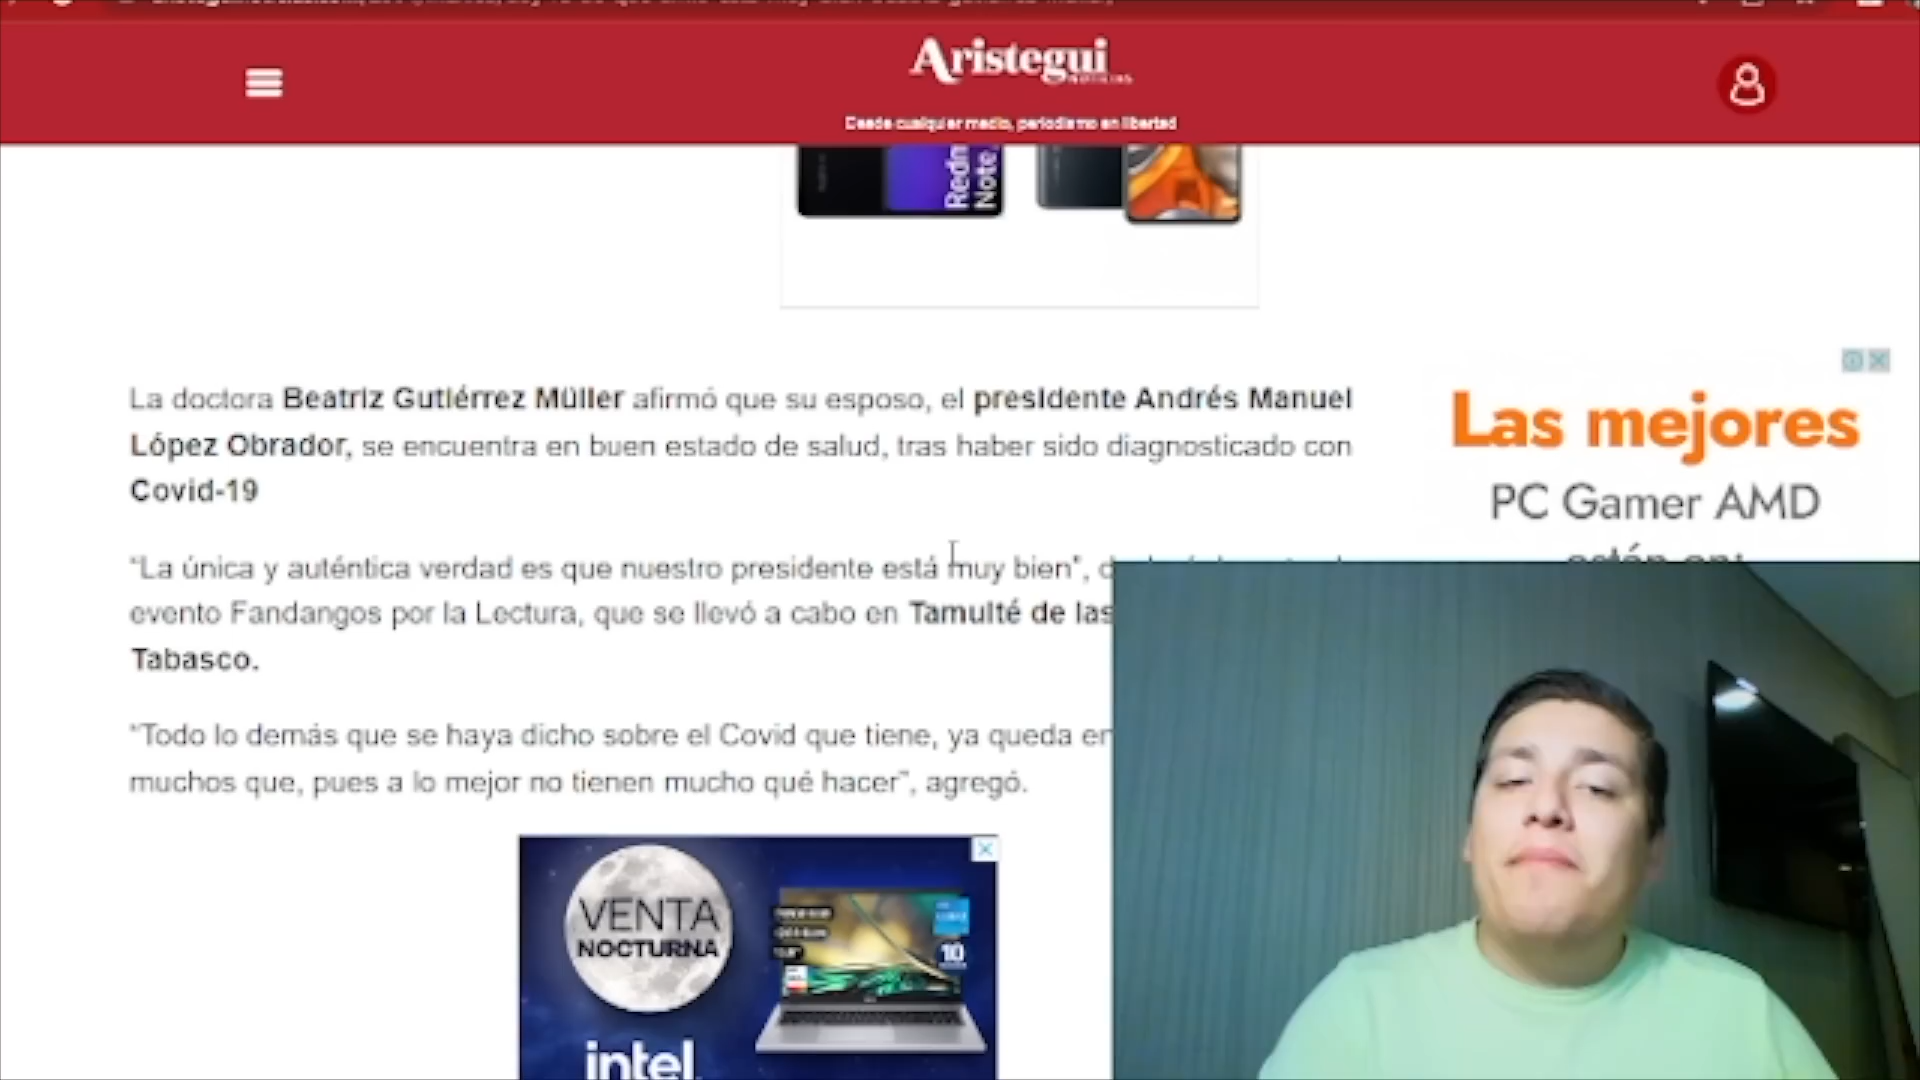 Aristegui
NOTICIAS
Desde cualquier medio, periodismo en libertad
Redm
Note
La doctora Beatriz Gutiérrez Müller afirmó que su esposo, el presidente Andrés Manuel
López Obrador, se encuentra en buen estado de salud, tras haber sido diagnosticado con
Covid-19
“La única y auténtica verdad es que nuestro presidente está muy bien”,
evento Fandangos por la Lectura, que se llevó a cabo en Tamulté de las
Tabasco.
“Todo lo demás que se haya dicho sobre el Covid que tiene, ya queda en
muchos que, pues a lo mejor no tienen mucho qué hacer”, agregó.
Las mejores
PC Gamer AMD
están en:
VENTA
NOCTURNA
10
intel